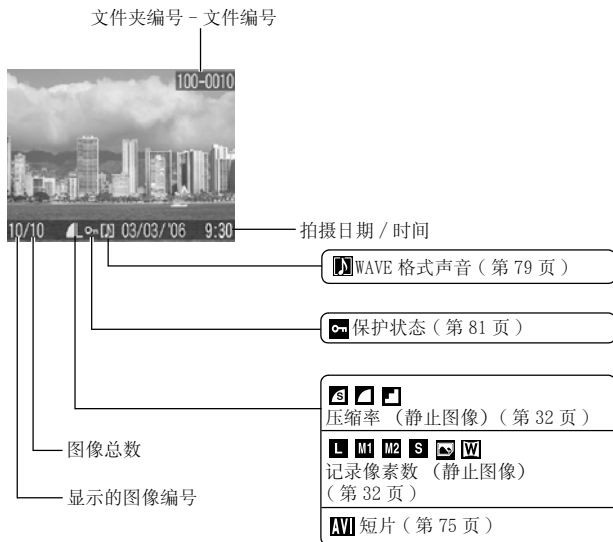 文件夹编号 – 文件编号
100-0010
10/10 L 03/03/'06 9:30
拍摄日期 / 时间
WAVE 格式声音 ( 第 79 页 )
保护状态 ( 第 81 页 )
S
压缩率 (静止图像) ( 第 32 页 )
L M1 M2 S W
记录像素数 (静止图像)
( 第 32 页 )
AVI 短片 ( 第 75 页 )
图像总数
显示的图像编号